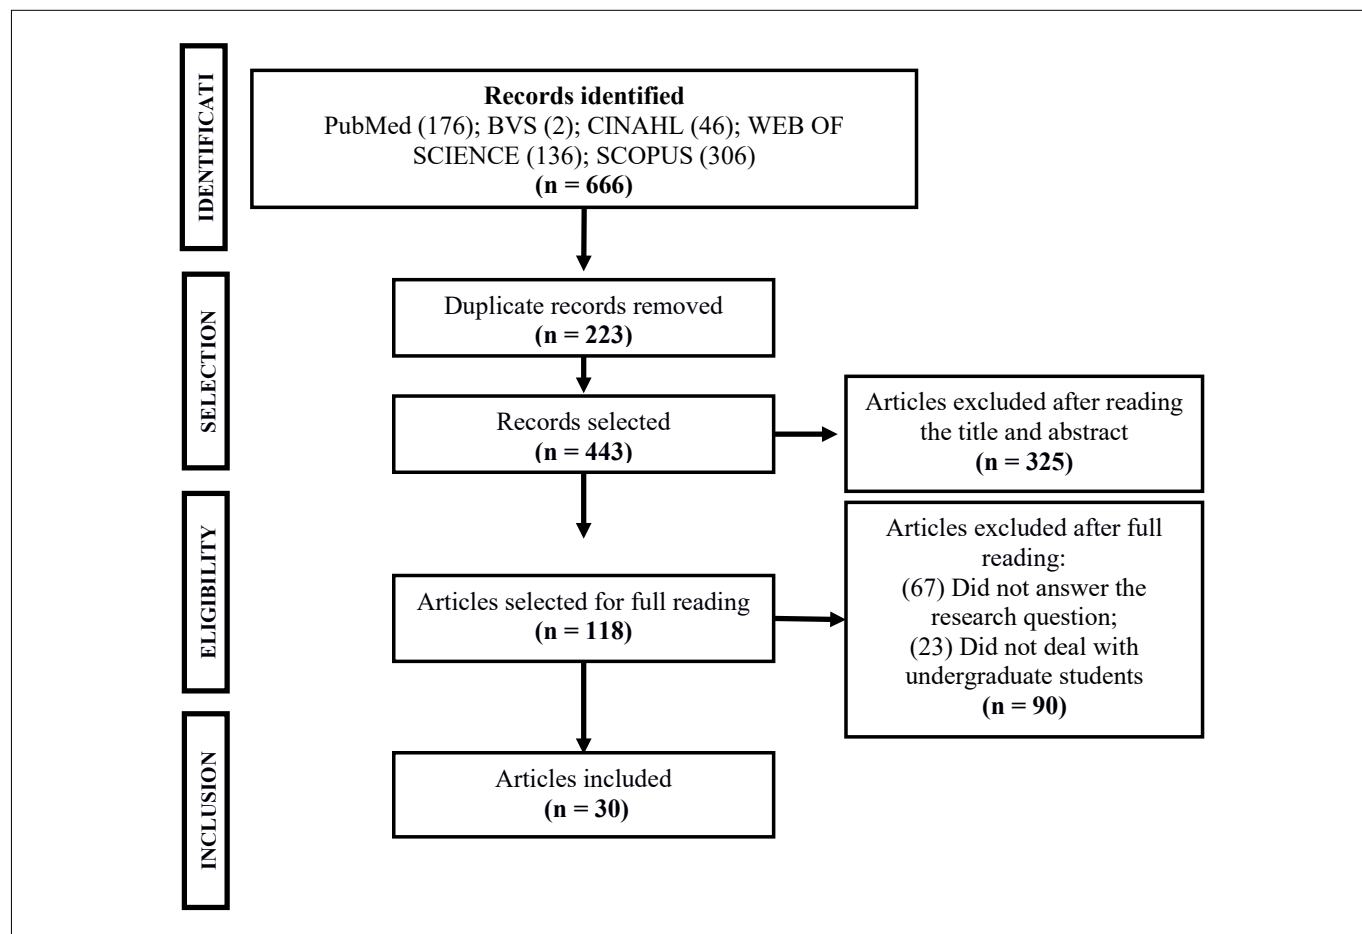 IDENTIFICATI
Records identified
PubMed (176); BVS (2); CINAHL (46); WEB OF
SCIENCE (136); SCOPUS (306)
(n = 666)
SELECTION
Duplicate records removed
(n = 223)
Records selected
(n = 443)
Articles excluded after reading
the title and abstract
(n = 325)
ELIGIBILITY
Articles selected for full reading
(n = 118)
Articles excluded after full
reading:
(67) Did not answer the
research question;
(23) Did not deal with
undergraduate students
(n = 90)
INCLUSION
Articles included
(n = 30)